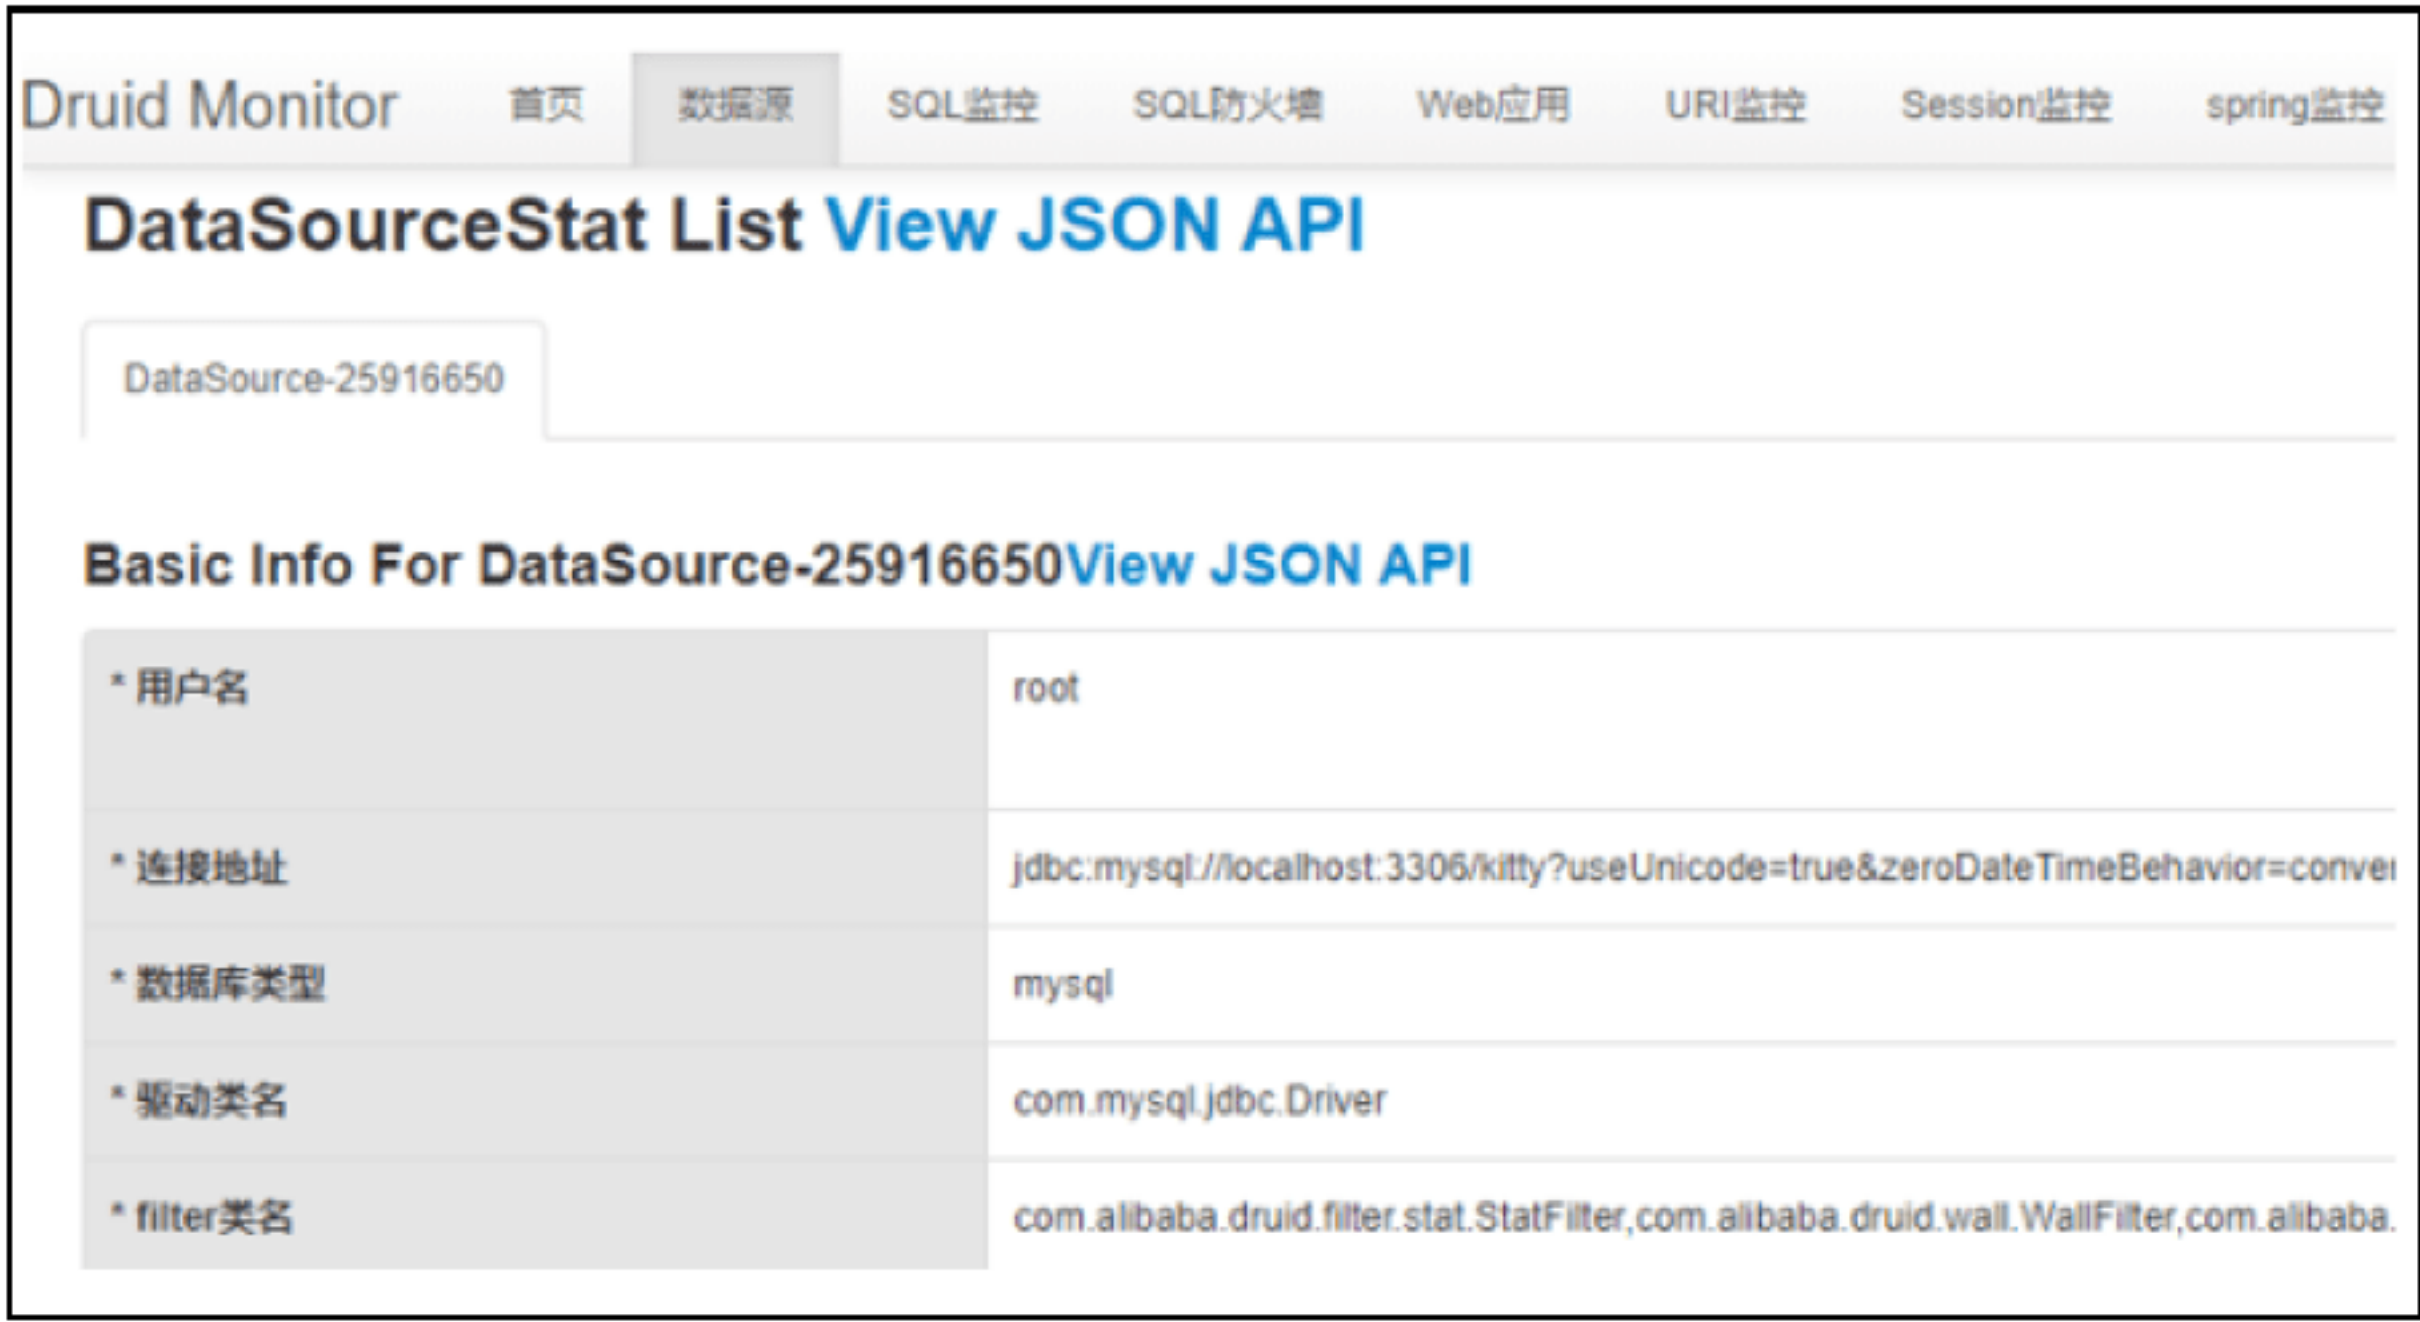 Druid Monitor 首页 数据源 SQL监控 SQL防火墙 Web应用 URI监控 Session监控 spring监控
DataSourceStat List View JSON API
DataSource-25916650
Basic Info For DataSource-25916650View JSON API
* 用户名 root
* 连接地址 jdbc:mysql://localhost:3306/kitty?useUnicode=true&zeroDateTimeBehavior=conver
* 数据库类型 mysql
* 驱动类名 com.mysql.jdbc.Driver
* filter类名 com.alibaba.druid.filter.stat.StatFilter,com.alibaba.druid.wall.WallFilter,com.alibaba.